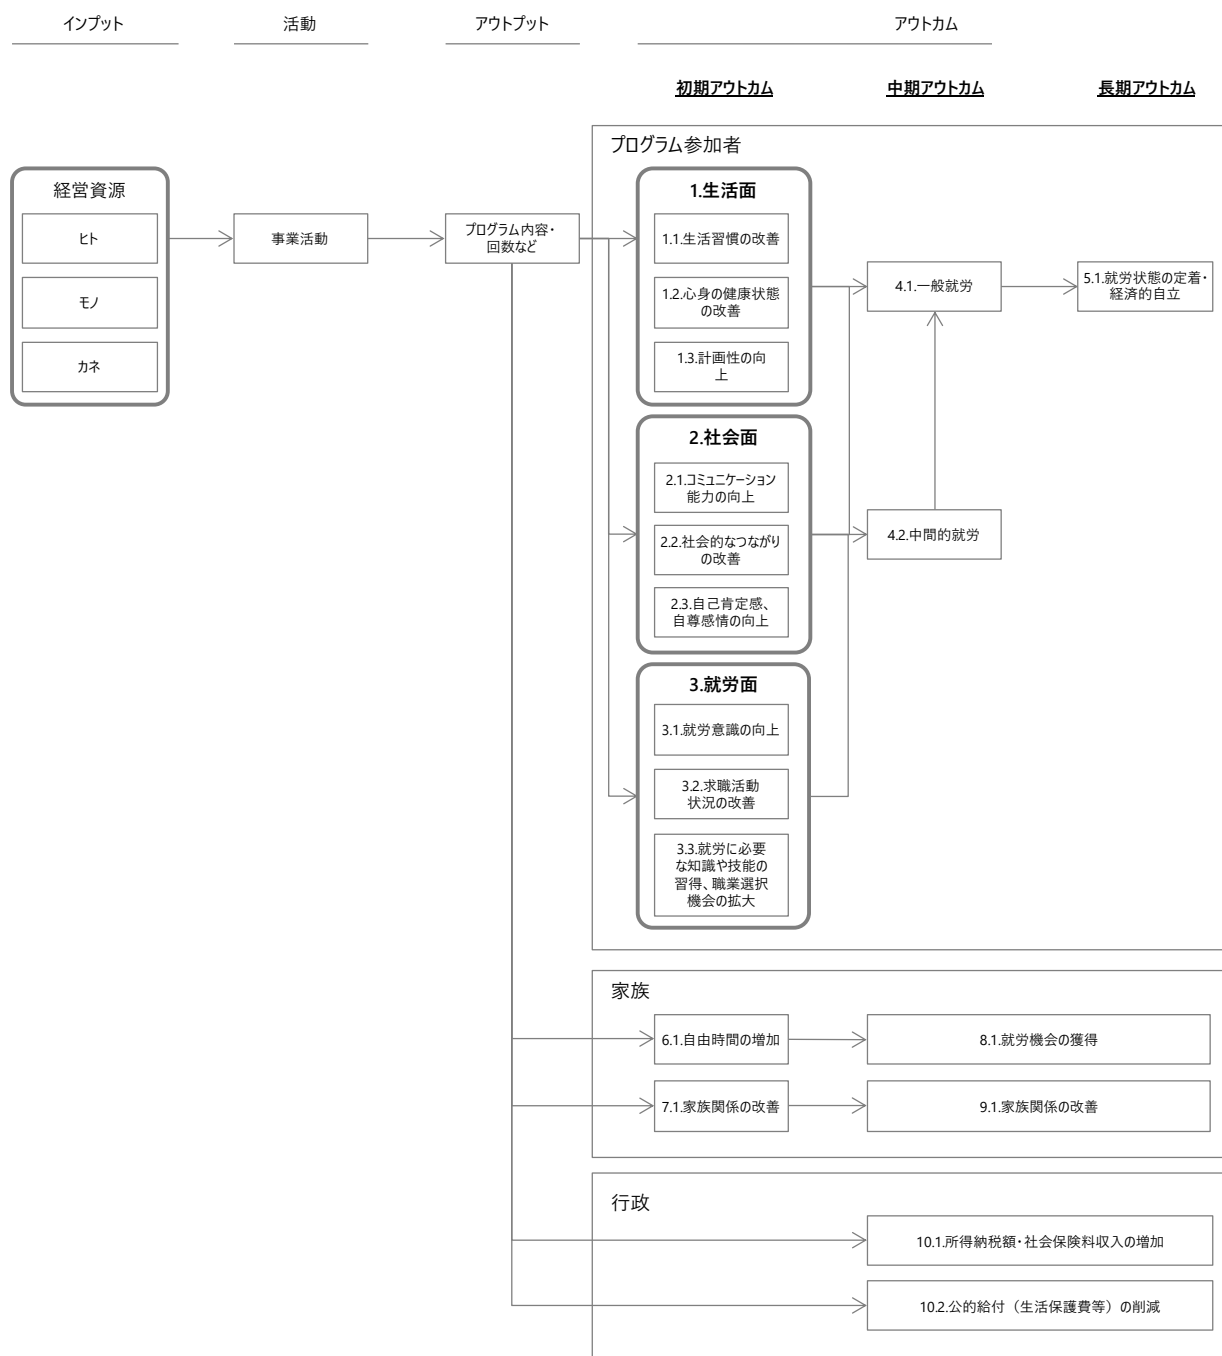 インプット
活動
アウトプット
アウトカム
初期アウトカム
中期アウトカム
長期アウトカム
プログラム参加者
経営資源
ヒト
モノ
カネ
事業活動
プログラム内容・
回数など
1.生活面
1.1.生活習慣の改善
1.2.心身の健康状態
の改善
1.3.計画性の向
上
4.1.一般就労
5.1.就労状態の定着・
経済的自立
2.社会面
2.1.コミュニケーション
能力の向上
2.2.社会的なつながり
の改善
2.3.自己肯定感、
自尊感情の向上
4.2.中間的就労
3.就労面
3.1.就労意識の向上
3.2.求職活動
状況の改善
3.3.就労に必要
な知識や技能の
習得、職業選択
機会の拡大
家族
6.1.自由時間の増加
8.1.就労機会の獲得
7.1.家族関係の改善
9.1.家族関係の改善
行政
10.1.所得納税額・社会保険料収入の増加
10.2.公的給付（生活保護費等）の削減